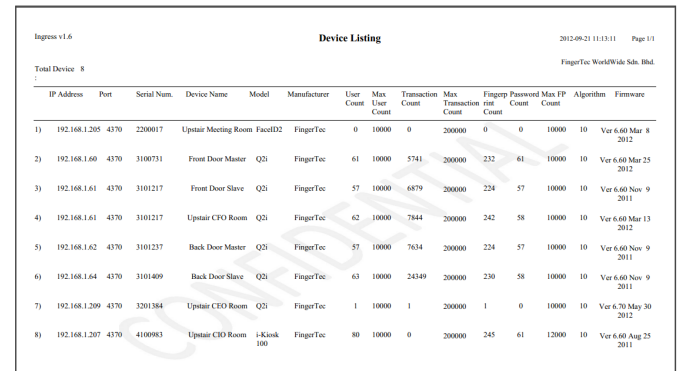 Ingress v1.6 Device Listing 2012-09-21 11:13:11 Page 1/1
FingerTec WorldWide Sdn. Bhd.
Total Device 8
:
IP Address Port Serial Num. Device Name Model Manufacturer User Max Transaction Max Fingerp Password Max FP Algorithm Firmware
Count User Count Transaction rint Count Count
Count Count Count
1) 192.168.1.205 4370 2200017 Upstair Meeting Room FaceID2 FingerTec 0 10000 0 200000 0 0 10000 10 Ver 6.60 Mar 8
2012
2) 192.168.1.60 4370 3100731 Front Door Master Q2i FingerTec 61 10000 5741 200000 232 61 10000 10 Ver 6.60 Mar 25
2012
3) 192.168.1.61 4370 3101217 Front Door Slave Q2i FingerTec 57 10000 6879 200000 224 57 10000 10 Ver 6.60 Nov 9
2011
4) 192.168.1.61 4370 3101217 Upstair CFO Room Q2i FingerTec 62 10000 7844 200000 242 58 10000 10 Ver 6.60 Mar 13
2012
5) 192.168.1.62 4370 3101237 Back Door Master Q2i FingerTec 57 10000 7634 200000 224 57 10000 10 Ver 6.60 Nov 9
2011
6) 192.168.1.64 4370 3101409 Back Door Slave Q2i FingerTec 63 10000 24349 200000 230 58 10000 10 Ver 6.60 Nov 9
2011
7) 192.168.1.209 4370 3201384 Upstair CEO Room Q2i FingerTec 1 10000 1 200000 1 0 10000 10 Ver 6.70 May 30
2012
8) 192.168.1.207 4370 4100983 Upstair CIO Room i-Kiosk FingerTec 80 10000 0 200000 245 61 12000 10 Ver 6.60 Aug 25
100 2011
CONFIDENTIAL